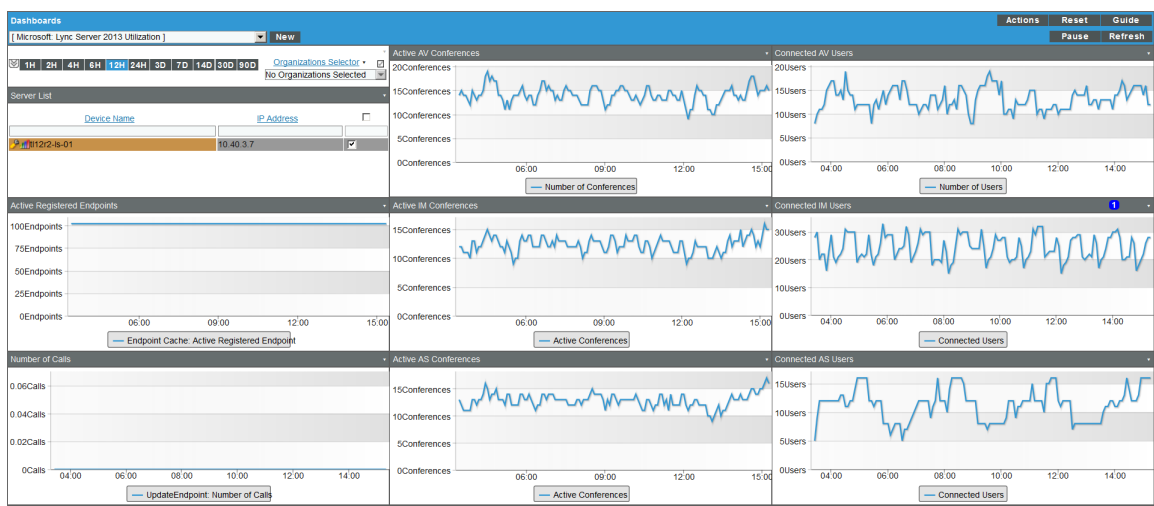 Dashboards
Actions Reset Guide
[ Microsoft: Lync Server 2013 Utilization ] New
Pause Refresh
1H 2H 4H 6H 12H 24H 3D 7D 14D 30D 90D
Organizations Selector
No Organizations Selected
Server List
Device Name IP Address
10.40.3.7
Active AV Conferences
20Conferences
15Conferences
10Conferences
5Conferences
0Conferences
06:00 09:00 12:00 15:00
Number of Conferences
Connected AV Users
20Users
15Users
10Users
5Users
0Users
04:00 06:00 08:00 10:00 12:00 14:00
Number of Users
Active Registered Endpoints
100Endpoints
75Endpoints
50Endpoints
25Endpoints
0Endpoints
06:00 09:00 12:00 15:00
Endpoint Cache: Active Registered Endpoint
Active IM Conferences
15Conferences
10Conferences
5Conferences
0Conferences
06:00 09:00 12:00 15:00
Active Conferences
Connected IM Users
1
30Users
20Users
10Users
0Users
04:00 06:00 08:00 10:00 12:00 14:00
Connected Users
Number of Calls
0.06Calls
0.04Calls
0.02Calls
0Calls
04:00 06:00 08:00 10:00 12:00 14:00
UpdateEndpoint: Number of Calls
Active AS Conferences
15Conferences
10Conferences
5Conferences
0Conferences
06:00 09:00 12:00 15:00
Active Conferences
Connected AS Users
15Users
10Users
5Users
0Users
04:00 06:00 08:00 10:00 12:00 14:00
Connected Users